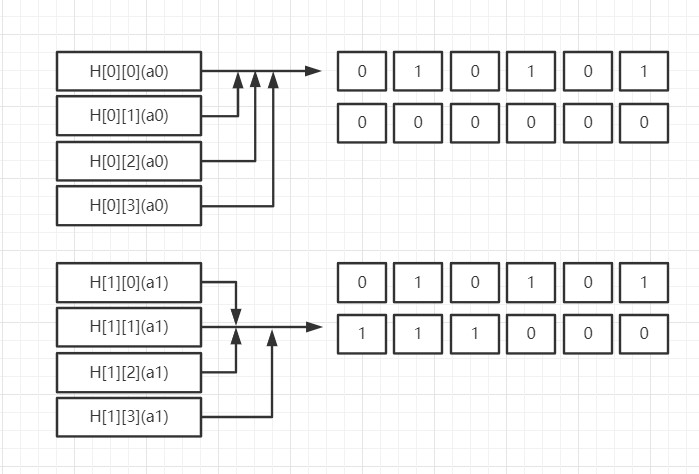 H[0][0](a0) 0 1 0 1 0 1
H[0][1](a0) 0 0 0 0 0 0
H[0][2](a0)
H[0][3](a0)
H[1][0](a1) 0 1 0 1 0 1
H[1][1](a1) 1 1 1 0 0 0
H[1][2](a1)
H[1][3](a1)